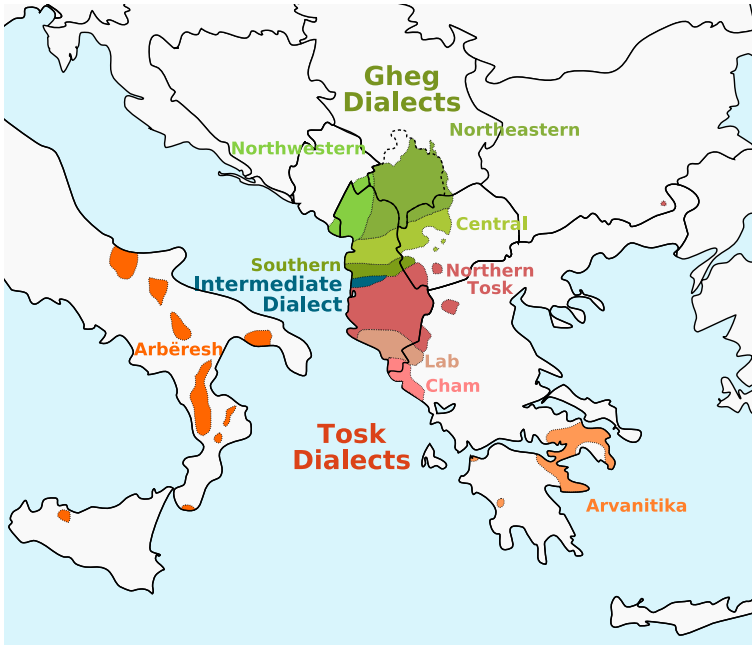 Gheg
Dialects
Northeastern
Northwestern
Central
Southern
Intermediate
Dialect
Northern
Tosk
Arbëresh
Lab
Cham
Tosk
Dialects
Arvanitika